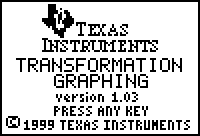 TEXAS
INSTRUMENTS
TRANSFORMATION
GRAPHING
version 1.03
PRESS ANY KEY
© 1999 TEXAS INSTRUMENTS